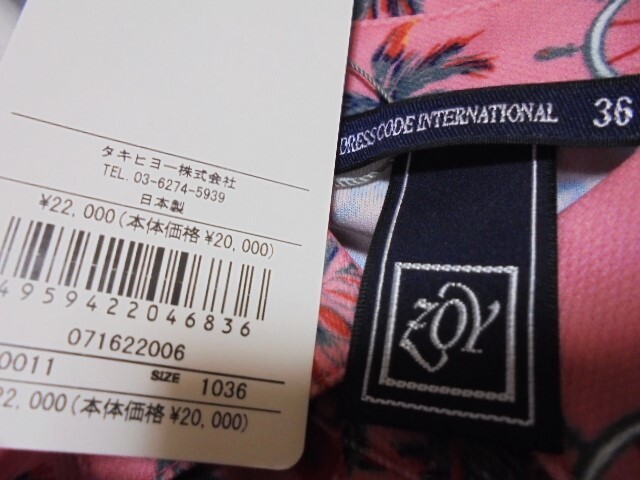 タキヒヨー株式会社
TEL. 03-6274-5939
日本製
¥22,000(本体価格¥20,000)
4959422046836
071622006
0011 SIZE 1036
22,000(本体価格¥20,000)
DRESSCODE INTERNATIONAL 36
ZOY